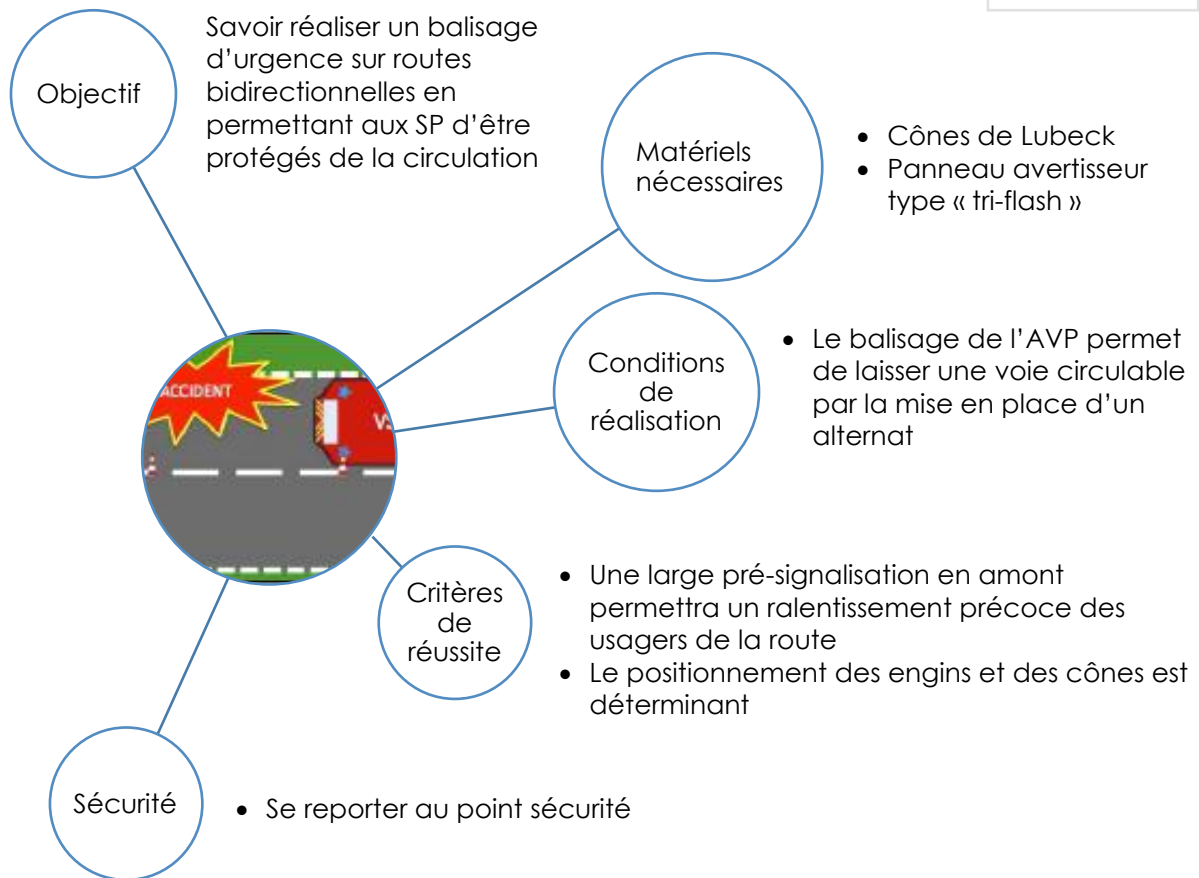 Objectif
Savoir réaliser un balisage
d’urgence sur routes
bidirectionnelles en
permettant aux SP d’être
protégés de la circulation
Matériels
nécessaires
• Cônes de Lubeck
• Panneau avertisseur
type « tri-flash »
Conditions
de
réalisation
• Le balisage de l’AVP permet
de laisser une voie circulable
par la mise en place d’un
alternat
ACCIDENT
Critères
de
réussite
• Une large pré-signalisation en amont
permettra un ralentissement précoce des
usagers de la route
• Le positionnement des engins et des cônes est
déterminant
Sécurité
• Se reporter au point sécurité